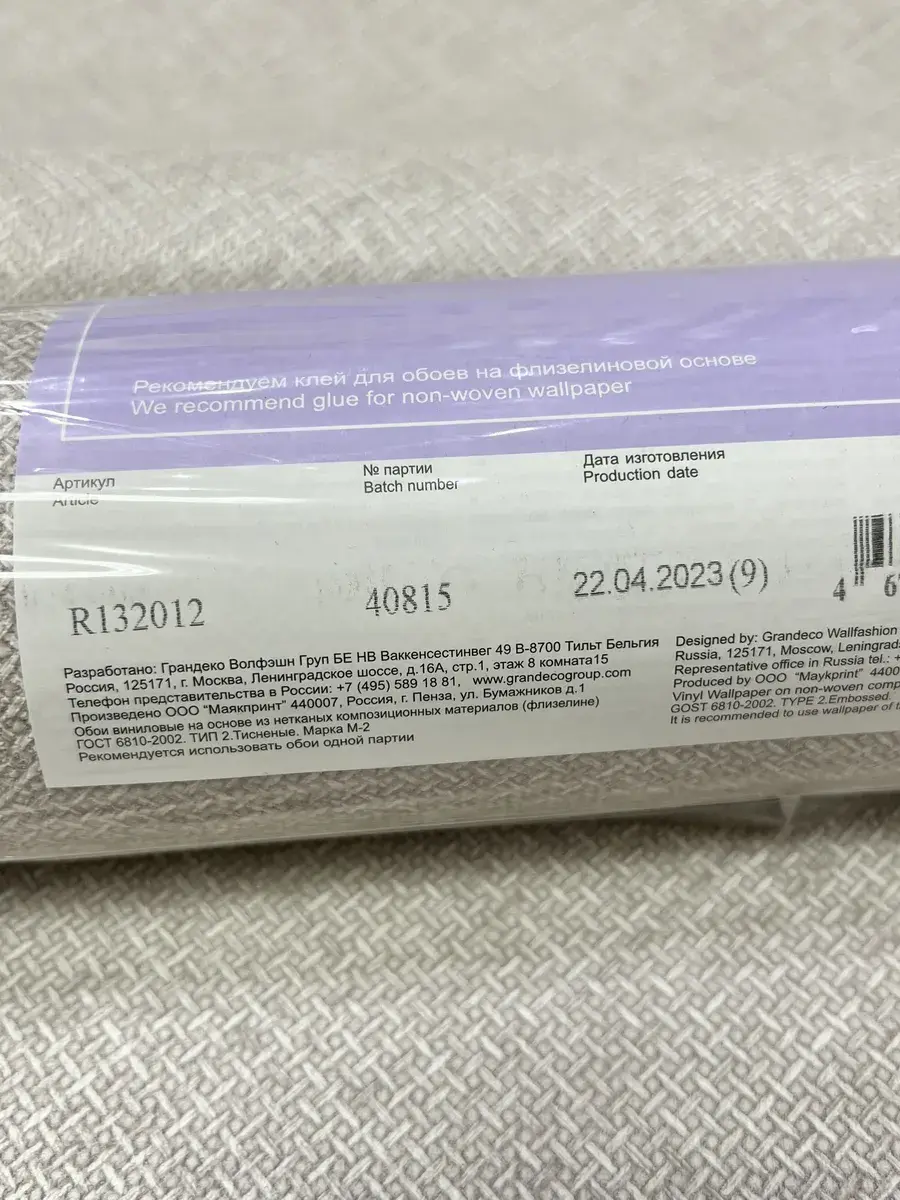 Рекомендуем клей для обоев на флизелиновой основе
We recommend glue for non-woven wallpaper
Артикул
Article
№ партии
Batch number
Дата изготовления
Production date
R132012
40815
22.04.2023(9)
4 6
Разработано: Грандеко Волфэшн Груп БЕ НВ Ваккенсестинвег 49 В-8700 Тильт Бельгия
Россия, 125171, г. Москва, Ленинградское шоссе, д.16А, стр.1, этаж 8 комната15
Телефон представительства в России: +7 (495) 589 18 81, www.grandecogroup.com
Произведено ООО “Маякпринт” 440007, Россия, г. Пенза, ул. Бумажников д.1
Обои виниловые на основе из нетканых композиционных материалов (флизелине)
ГОСТ 6810-2002. ТИП 2.Тисненые. Марка М-2
Рекомендуется использовать обои одной партии
Designed by: Grandeco Wallfashion
Russia, 125171, Moscow, Leningrads
Representative office in Russia tel.: +
Produced by OOO “Maykprint” 4400
Vinyl Wallpaper on non-woven comp
GOST 6810-2002. TYPE 2.Embossed.
It is recommended to use wallpaper of t